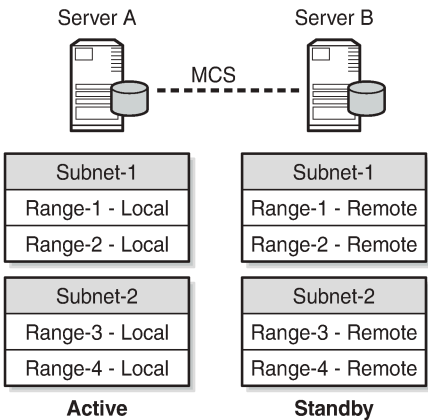 Server A
Server B
MCS
Subnet-1
Range-1 - Local
Range-2 - Local
Subnet-1
Range-1 - Remote
Range-2 - Remote
Subnet-2
Range-3 - Local
Range-4 - Local
Subnet-2
Range-3 - Remote
Range-4 - Remote
Active
Standby